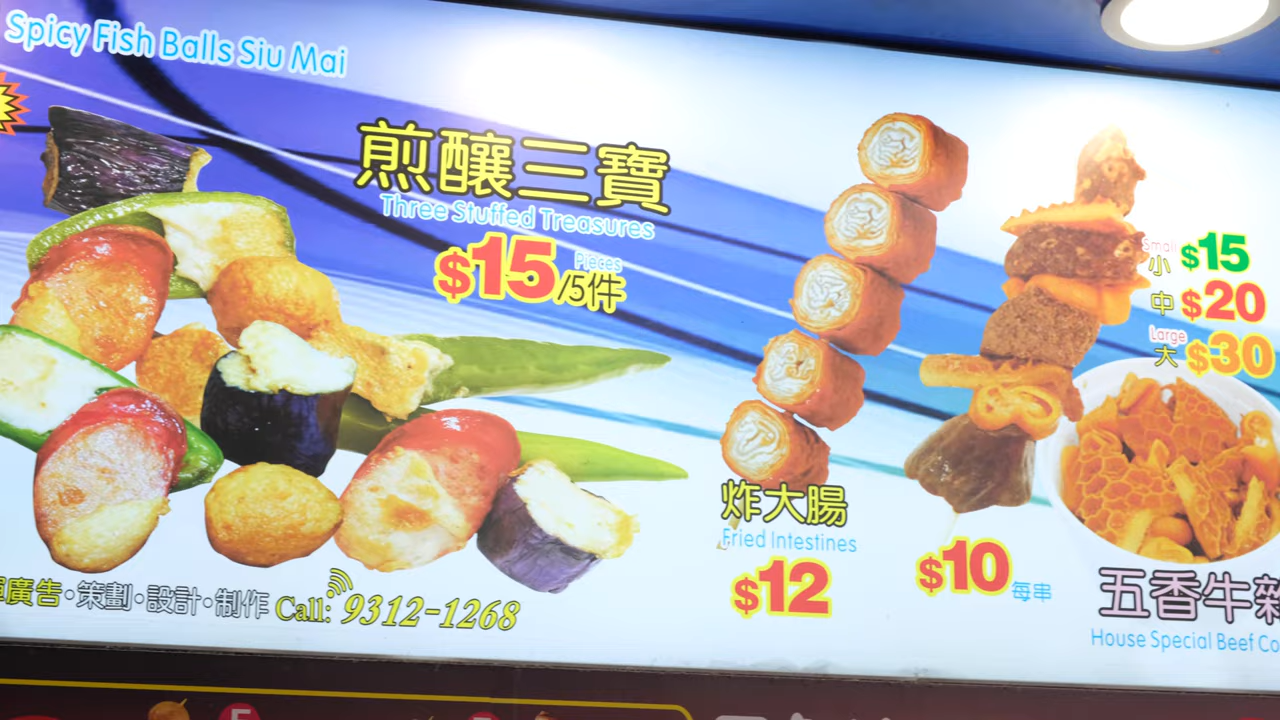 Spicy Fish Balls Siu Mai
煎釀三寶
Three Stuffed Treasures
$15/5件
Pieces
Small
小 $15
中 $20
Large
大 $30
炸大腸
Fried Intestines
$12
$10 每串
五香牛雜
House Special Beef
廣告·策劃·設計·制作 Call: 9312-1268